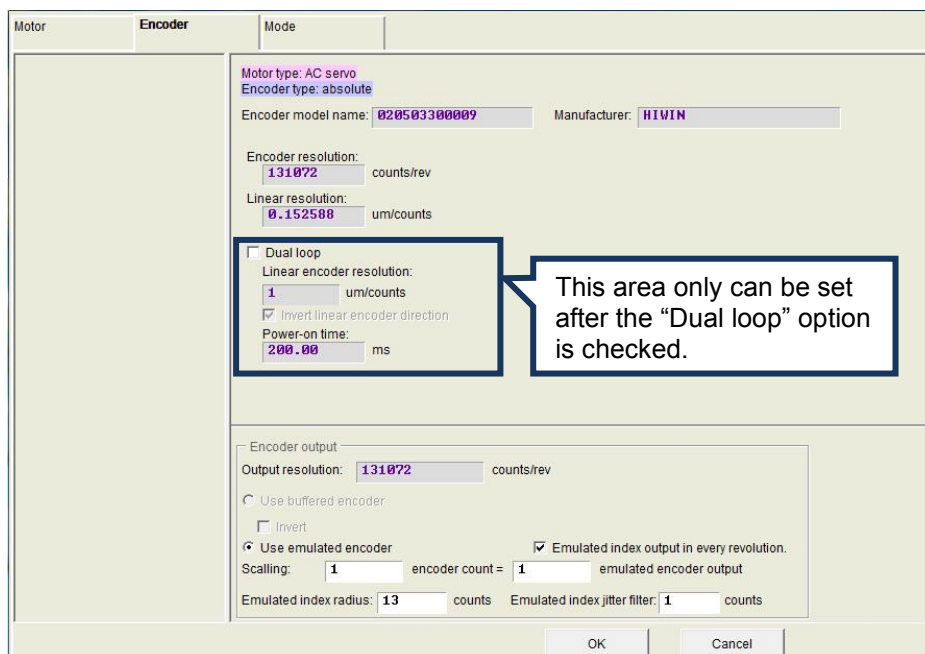 Motor Encoder Mode
Motor type: AC servo
Encoder type: absolute
Encoder model name: 020503300009 Manufacturer: HIWIN
Encoder resolution:
131072 counts/rev
Linear resolution:
0.152588 um/counts
Dual loop
Linear encoder resolution:
1 um/counts
Invert linear encoder direction
Power-on time:
200.00 ms
This area only can be set
after the “Dual loop” option
is checked.
Encoder output
Output resolution: 131072 counts/rev
Use buffered encoder
Invert
Use emulated encoder Emulated index output in every revolution.
Scalling: 1 encoder count = 1 emulated encoder output
Emulated index radius: 13 counts Emulated index jitter filter: 1 counts
OK Cancel